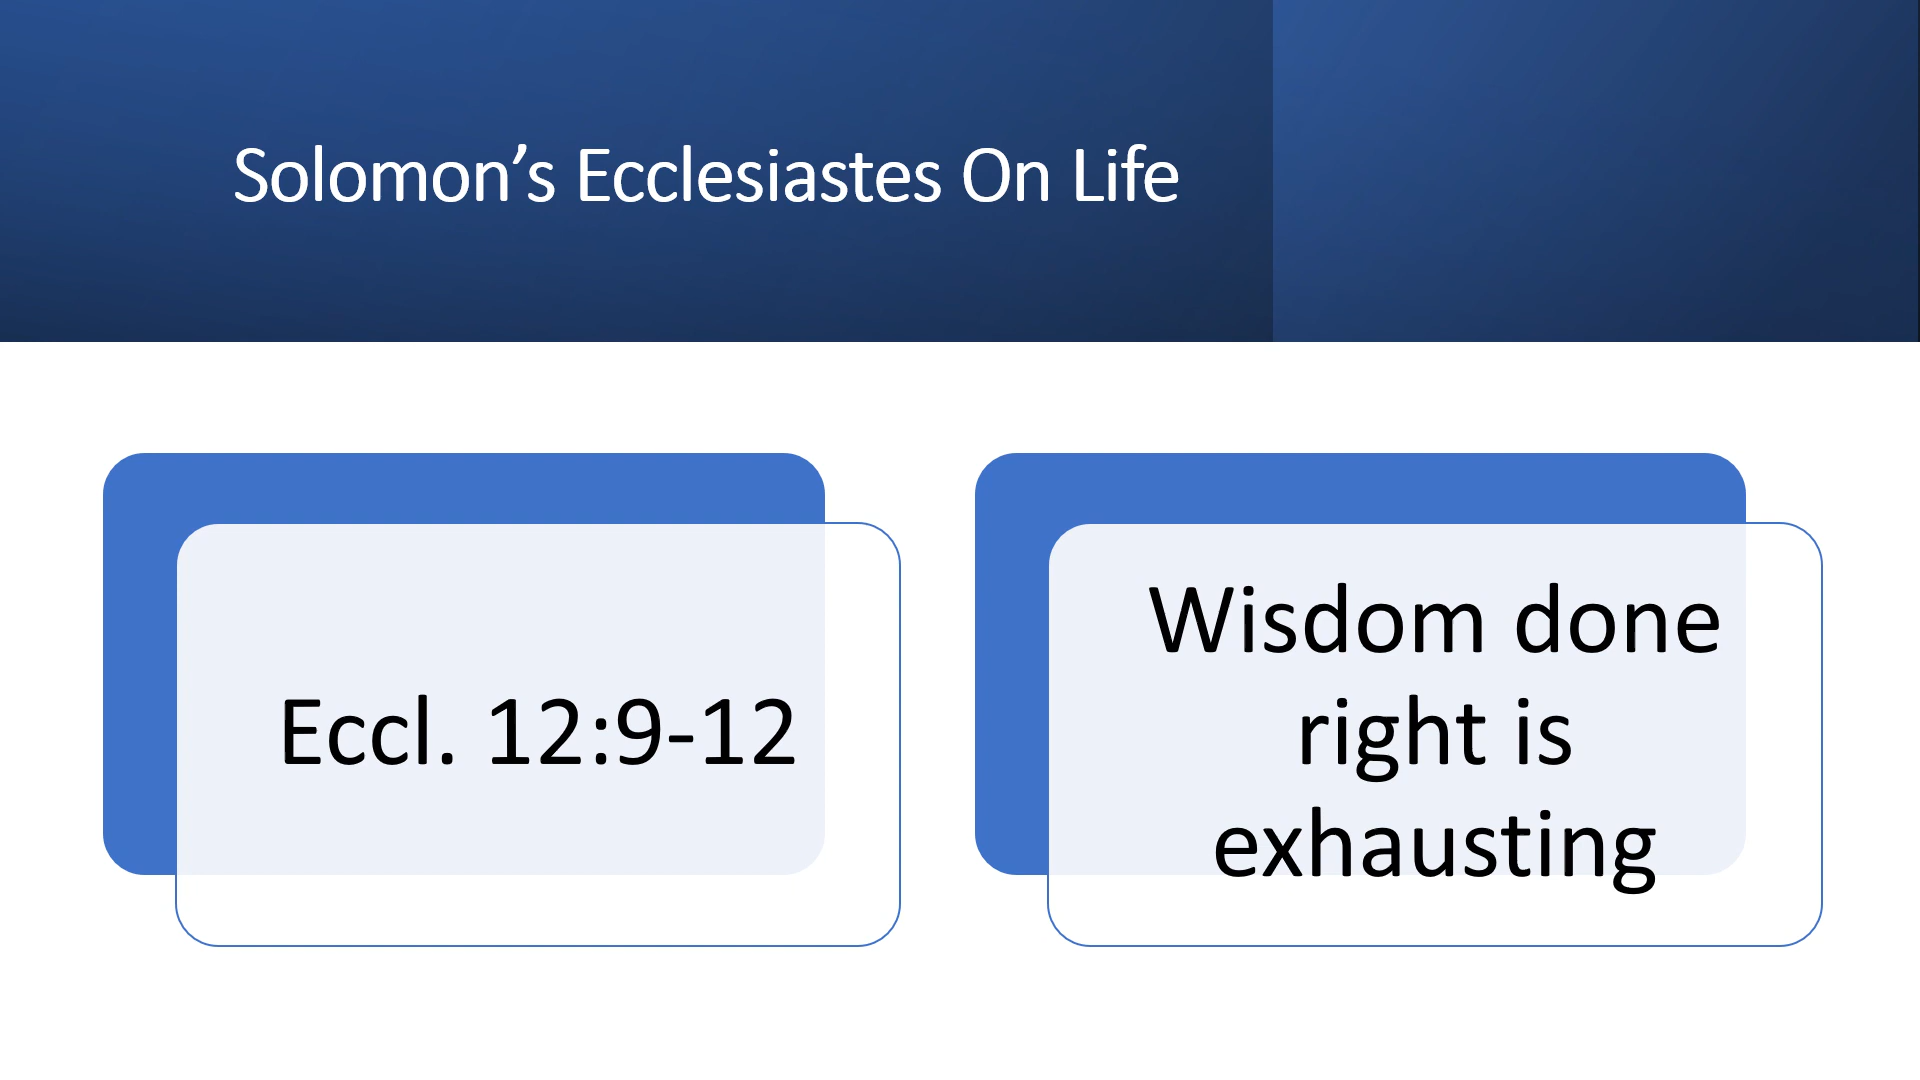 Solomon’s Ecclesiastes On Life
Eccl. 12:9-12
Wisdom done
right is
exhausting